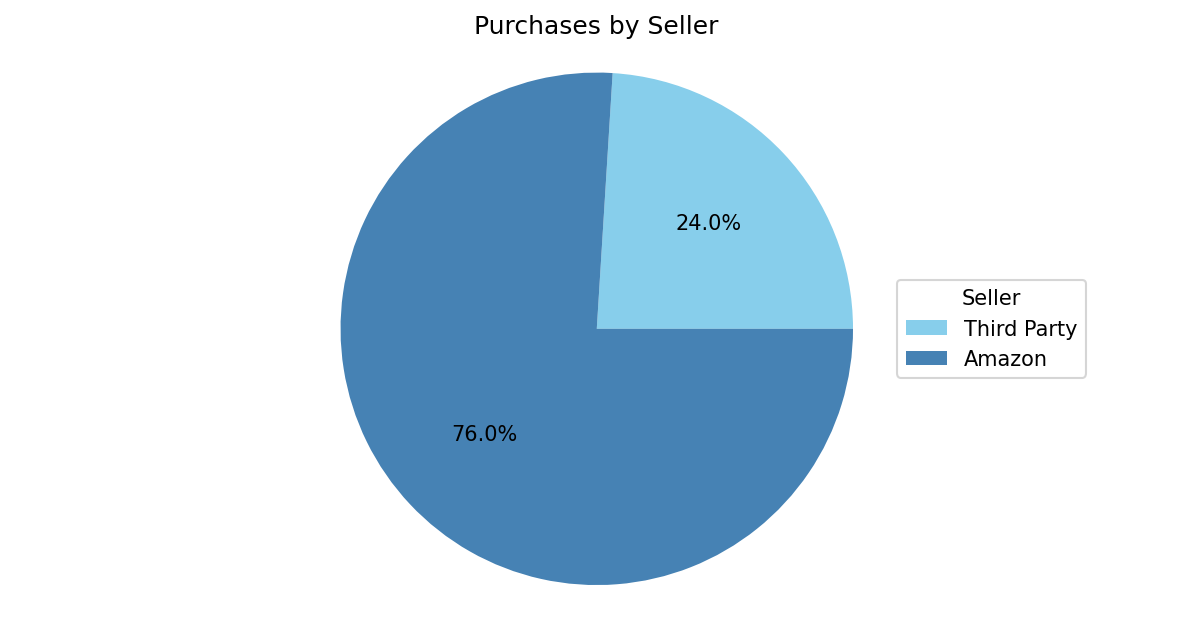 Purchases by Seller
24.0%
Seller
Third Party
Amazon
76.0%